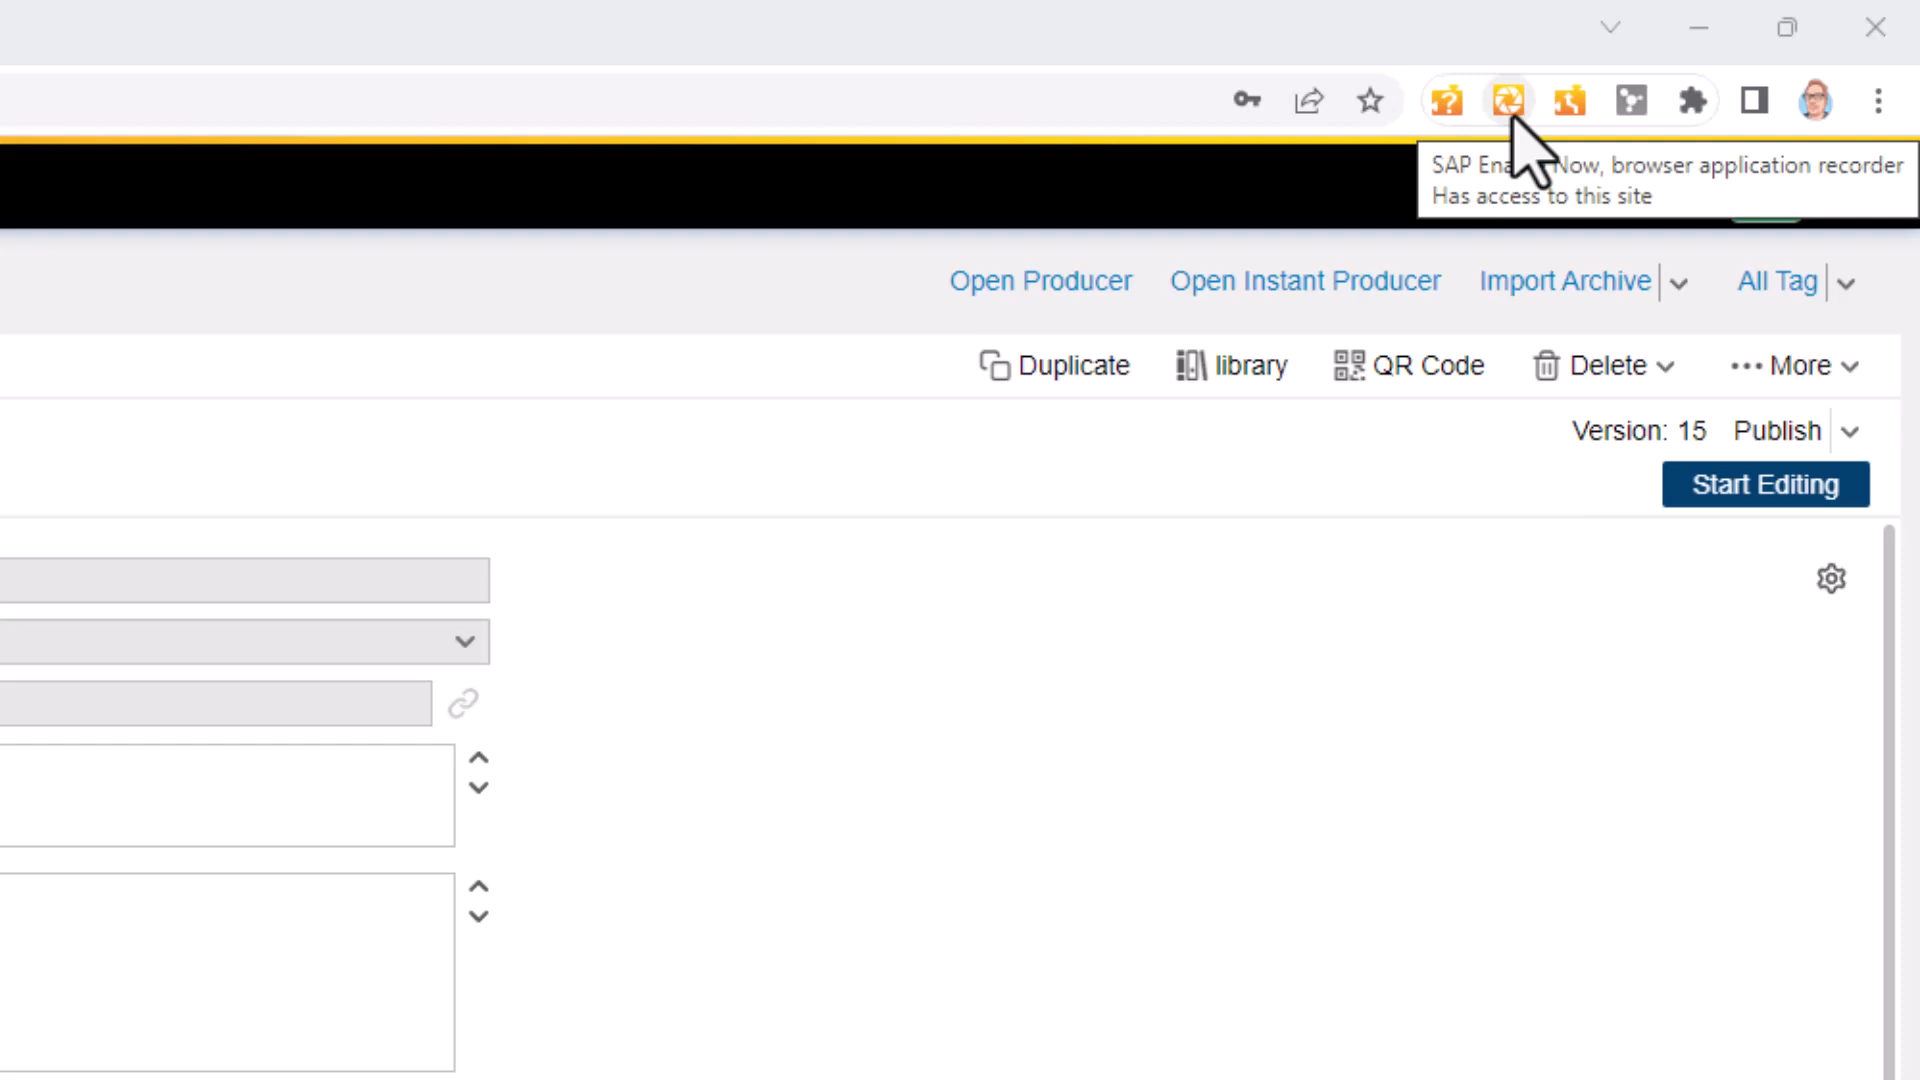 SAP Ena Now, browser application recorder
Has access to this site
Open Producer Open Instant Producer Import Archive All Tag
Duplicate library QR Code Delete More
Version: 15 Publish
Start Editing